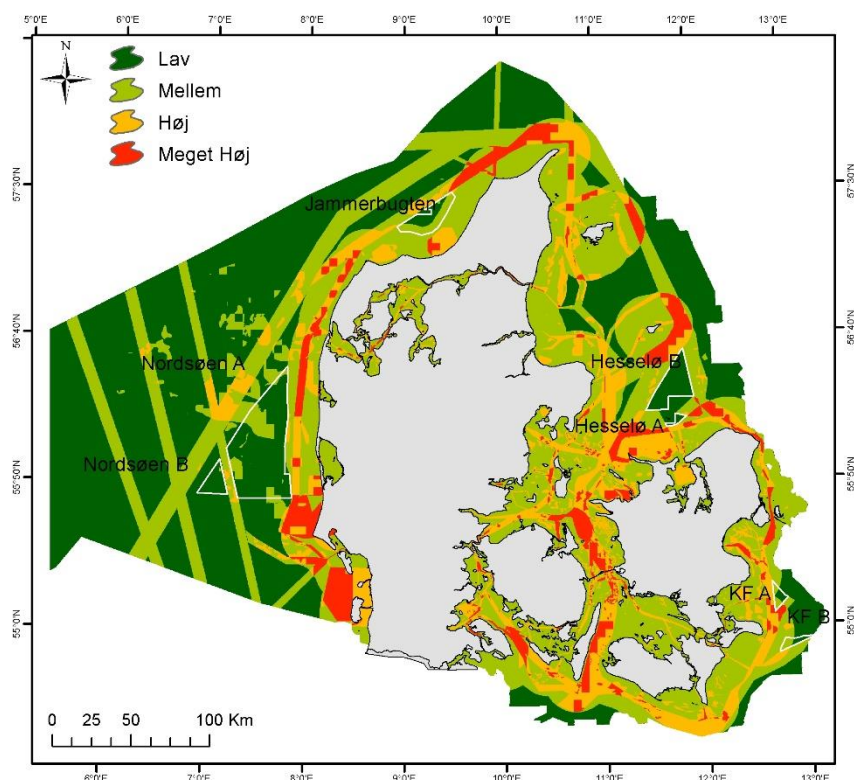 5°0'E 6°0'E 7°0'E 8°0'E 9°0'E 10°0'E 11°0'E 12°0'E 13°0'E
N
Lav
Mellem
Høj
Meget Høj
57°30'N 57°30'N
Jammerbugten
56°40'N 56°40'N
Nordsøen A
Hesselø B
Hesselø A
Nordsøen B
55°50'N 55°50'N
KF A
KF B
55°0'N 55°0'N
0 25 50 100 Km
6°0'E 7°0'E 8°0'E 9°0'E 10°0'E 11°0'E 12°0'E 13°0'E